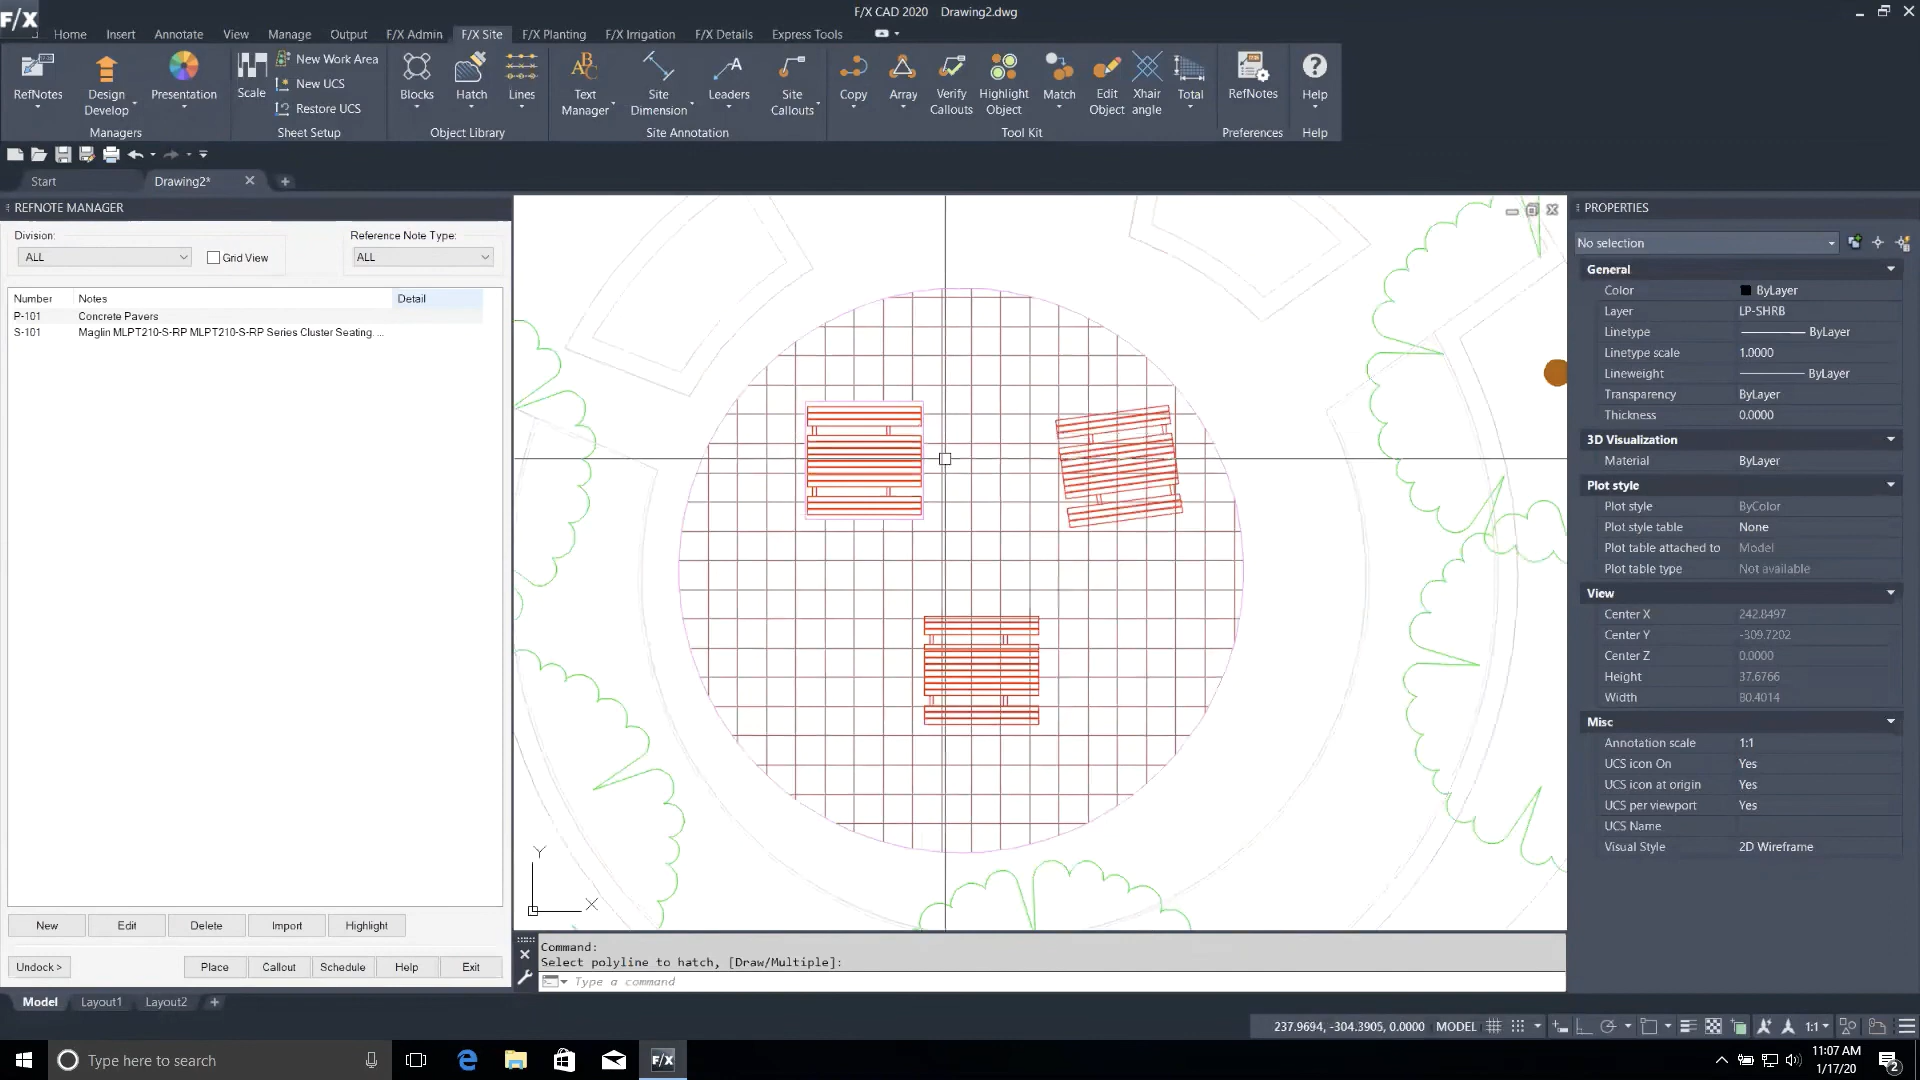 F/X
F/X CAD 2020 Drawing2.dwg
Home Insert Annotate View Manage Output F/X Admin F/X Site F/X Planting F/X Irrigation F/X Details Express Tools
RefNotes
Design Develop
Presentation
Managers
Scale
New Work Area
New UCS
Restore UCS
Sheet Setup
Blocks
Hatch
Lines
Object Library
Text Manager
Site Dimension
Leaders
Site Callouts
Site Annotation
Copy
Array
Verify Callouts
Highlight Object
Match
Edit Object
Xhair angle
Total
Tool Kit
RefNotes
Preferences
Help
Help
Start
Drawing2*
REFNOTE MANAGER
Division:
ALL
Grid View
Reference Note Type:
ALL
Number Notes Detail
P-101 Concrete Pavers
S-101 Maglin MLPT210-S-RP MLPT210-S-RP Series Cluster Seating. ...
New Edit Delete Import Highlight
Undock > Place Callout Schedule Help Exit
Y
X
Command:
Select polyline to hatch, [Draw/Multiple]:
Type a command
PROPERTIES
No selection
General
Color ByLayer
Layer LP-SHRB
Linetype ByLayer
Linetype scale 1.0000
Lineweight ByLayer
Transparency ByLayer
Thickness 0.0000
3D Visualization
Material ByLayer
Plot style
Plot style ByColor
Plot style table None
Plot table attached to Model
Plot table type Not available
View
Center X 242.8497
Center Y -309.7202
Center Z 0.0000
Height 37.6766
Width 80.4014
Misc
Annotation scale 1:1
UCS icon On Yes
UCS icon at origin Yes
UCS per viewport Yes
UCS Name
Visual Style 2D Wireframe
Model Layout1 Layout2
237.9694, -304.3905, 0.0000 MODEL 1:1
Type here to search
F/X
11:07 AM
1/17/20
2